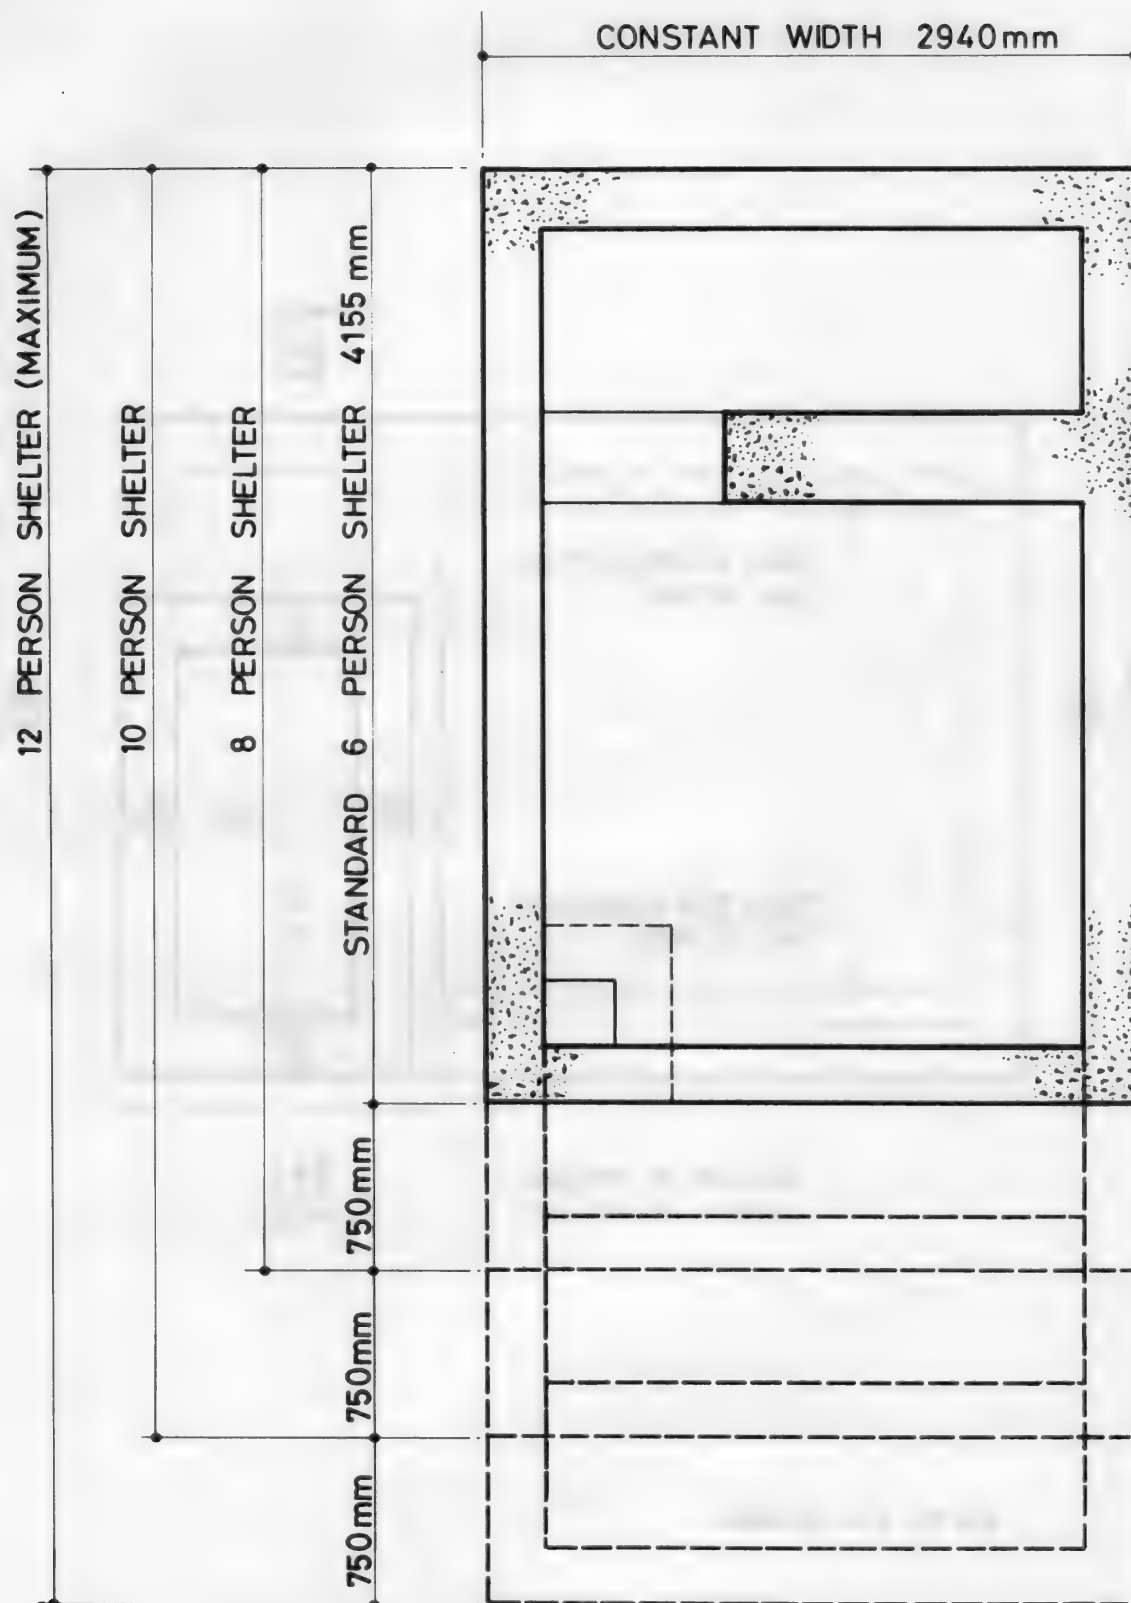 CONSTANT WIDTH 2940mm
12 PERSON SHELTER (MAXIMUM)
10 PERSON SHELTER
8 PERSON SHELTER
STANDARD 6 PERSON SHELTER 4155 mm
750mm
750mm
750mm